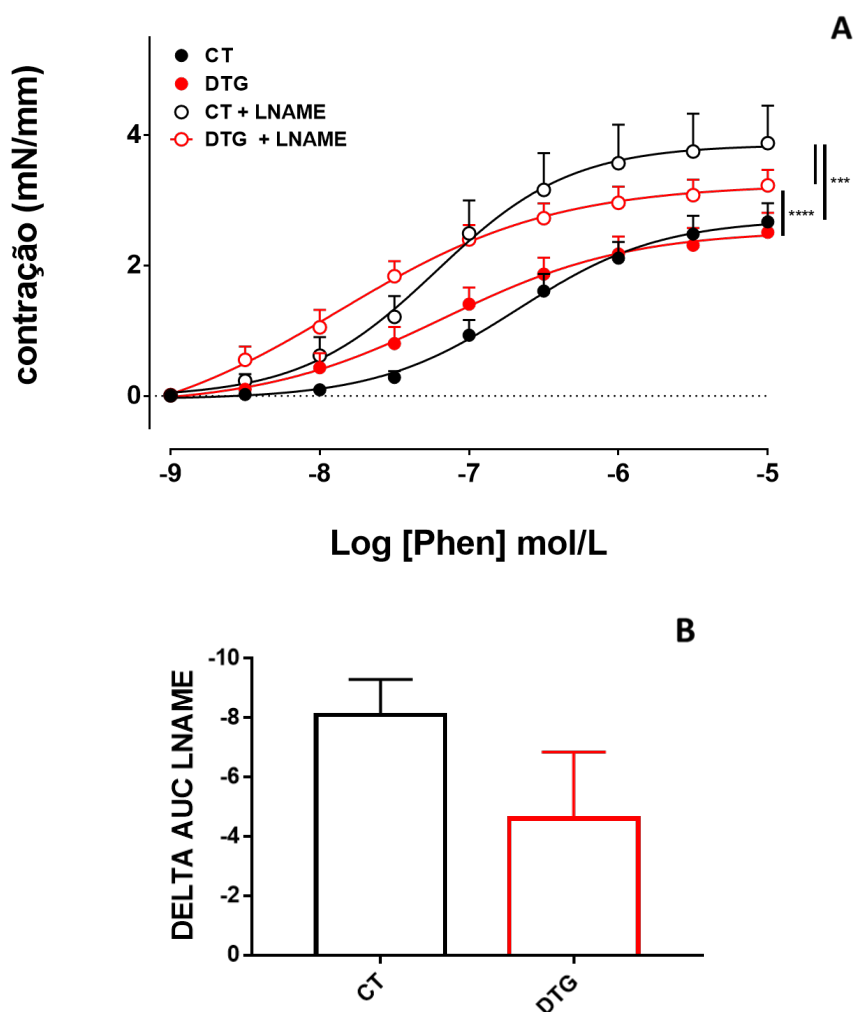 A
CT
DTG
CT + LNAME
DTG + LNAME
contração (mN/mm)
4
2
0
***
****
-9
-8
-7
-6
-5
Log [Phen] mol/L
B
DELTA AUC LNAME
-10
-8
-6
-4
-2
0
CT
DTG